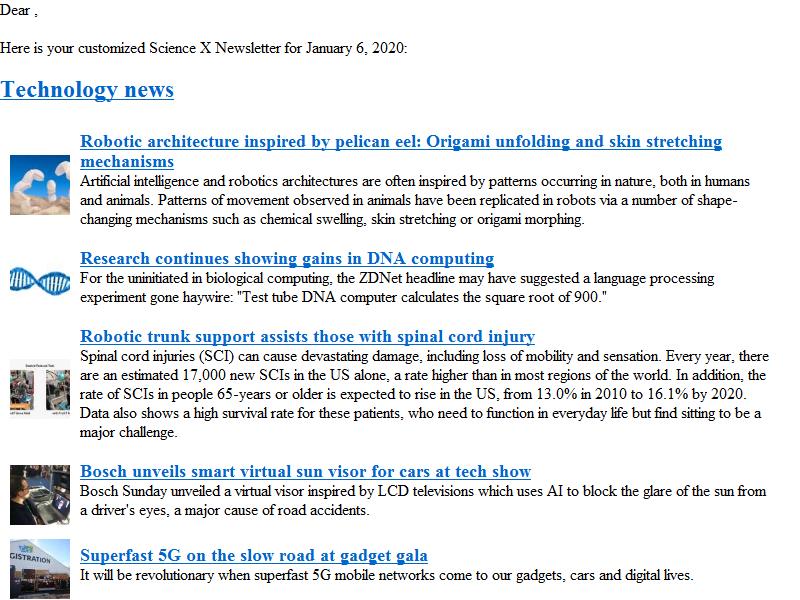 Dear ,
Here is your customized Science X Newsletter for January 6, 2020:
Technology news
Robotic architecture inspired by pelican eel: Origami unfolding and skin stretching
mechanisms
Artificial intelligence and robotics architectures are often inspired by patterns occurring in nature, both in humans
and animals. Patterns of movement observed in animals have been replicated in robots via a number of shape-
changing mechanisms such as chemical swelling, skin stretching or origami morphing.
Research continues showing gains in DNA computing
For the uninitiated in biological computing, the ZDNet headline may have suggested a language processing
experiment gone haywire: "Test tube DNA computer calculates the square root of 900."
Robotic trunk support assists those with spinal cord injury
Spinal cord injuries (SCI) can cause devastating damage, including loss of mobility and sensation. Every year, there
are an estimated 17,000 new SCIs in the US alone, a rate higher than in most regions of the world. In addition, the
rate of SCIs in people 65-years or older is expected to rise in the US, from 13.0% in 2010 to 16.1% by 2020.
Data also shows a high survival rate for these patients, who need to function in everyday life but find sitting to be a
major challenge.
Bosch unveils smart virtual sun visor for cars at tech show
Bosch Sunday unveiled a virtual visor inspired by LCD televisions which uses AI to block the glare of the sun from
a driver's eyes, a major cause of road accidents.
GISTRATION
Superfast 5G on the slow road at gadget gala
It will be revolutionary when superfast 5G mobile networks come to our gadgets, cars and digital lives.